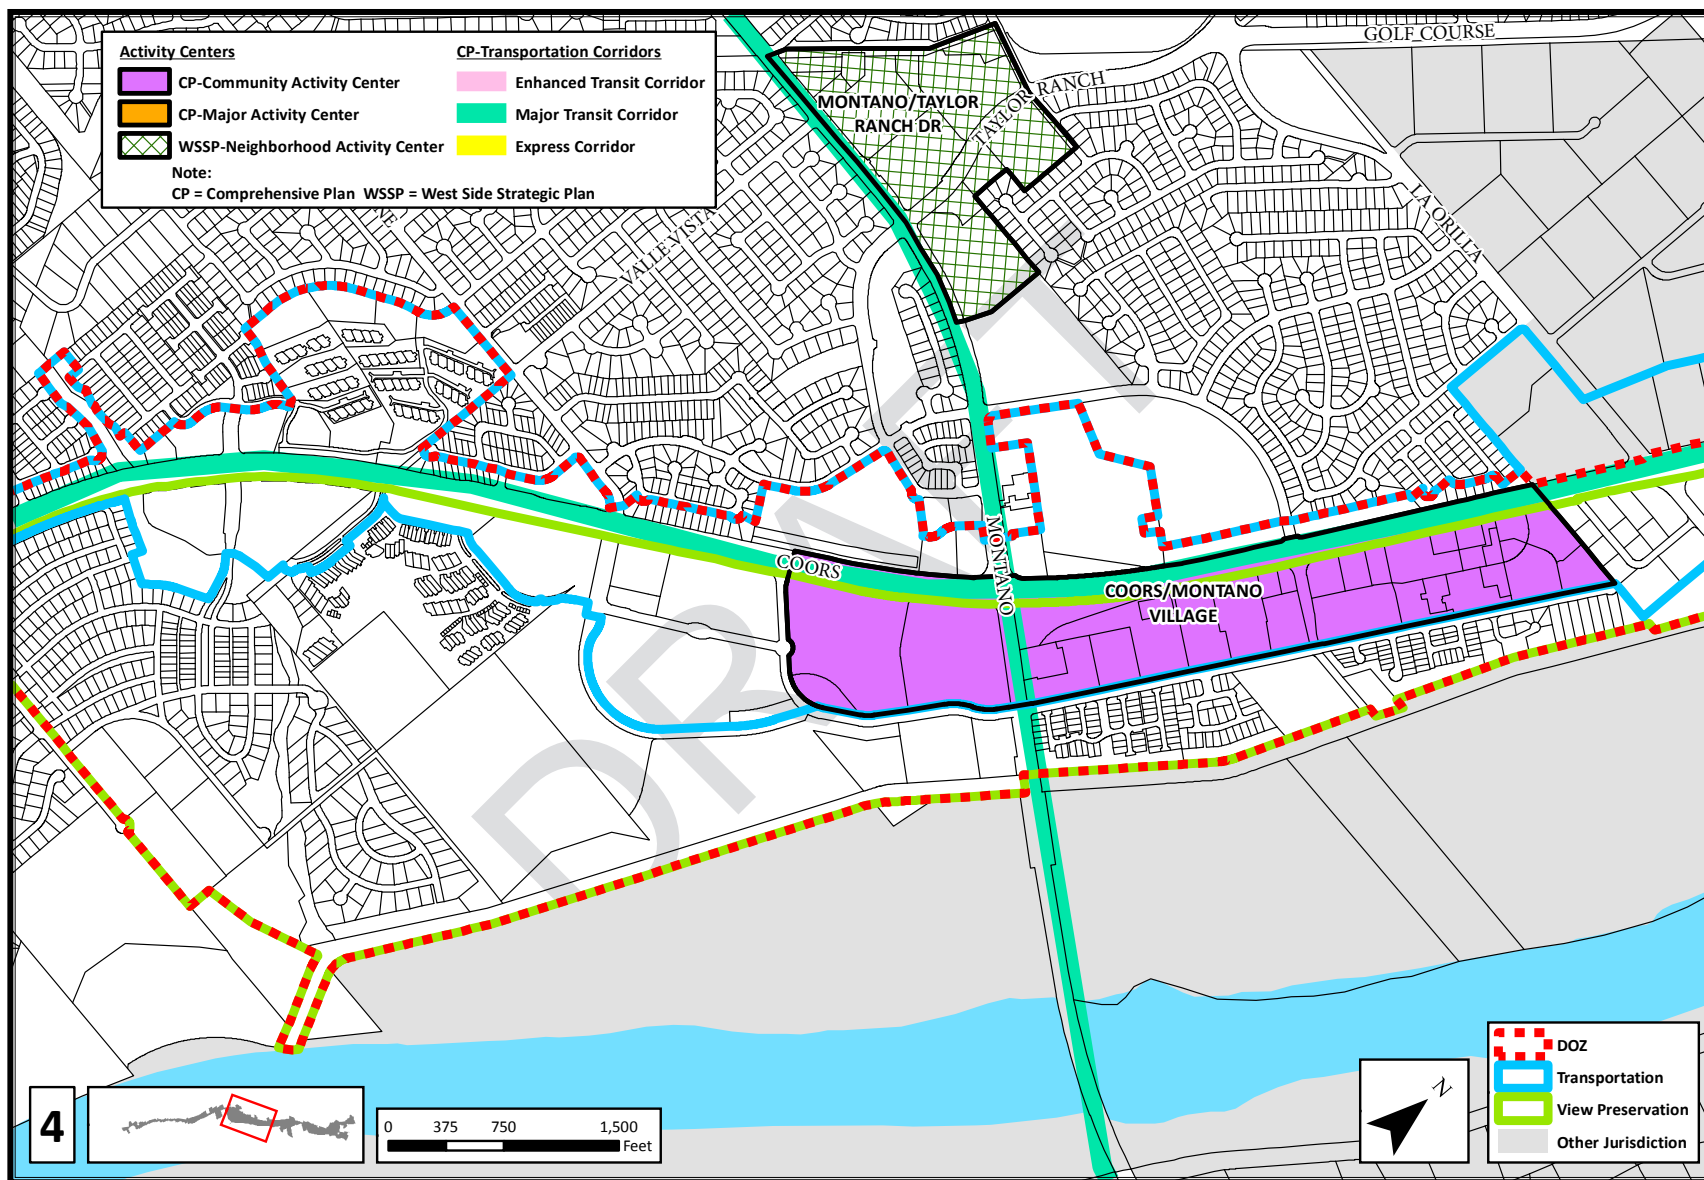 Activity Centers
CP-Community Activity Center
CP-Major Activity Center
WSSP-Neighborhood Activity Center
CP-Transportation Corridors
Enhanced Transit Corridor
Major Transit Corridor
Express Corridor
Note:
CP = Comprehensive Plan WSSP = West Side Strategic Plan
GOLF COURSE
MONTANO/TAYLOR
RANCH DR
TAYLOR RANCH
LA ORILLA
VALLE VISTA
NE
DRAFT
COORS
MONTANO
COORS/MONTANO
VILLAGE
4
0 375 750 1,500
Feet
N
DOZ
Transportation
View Preservation
Other Jurisdiction